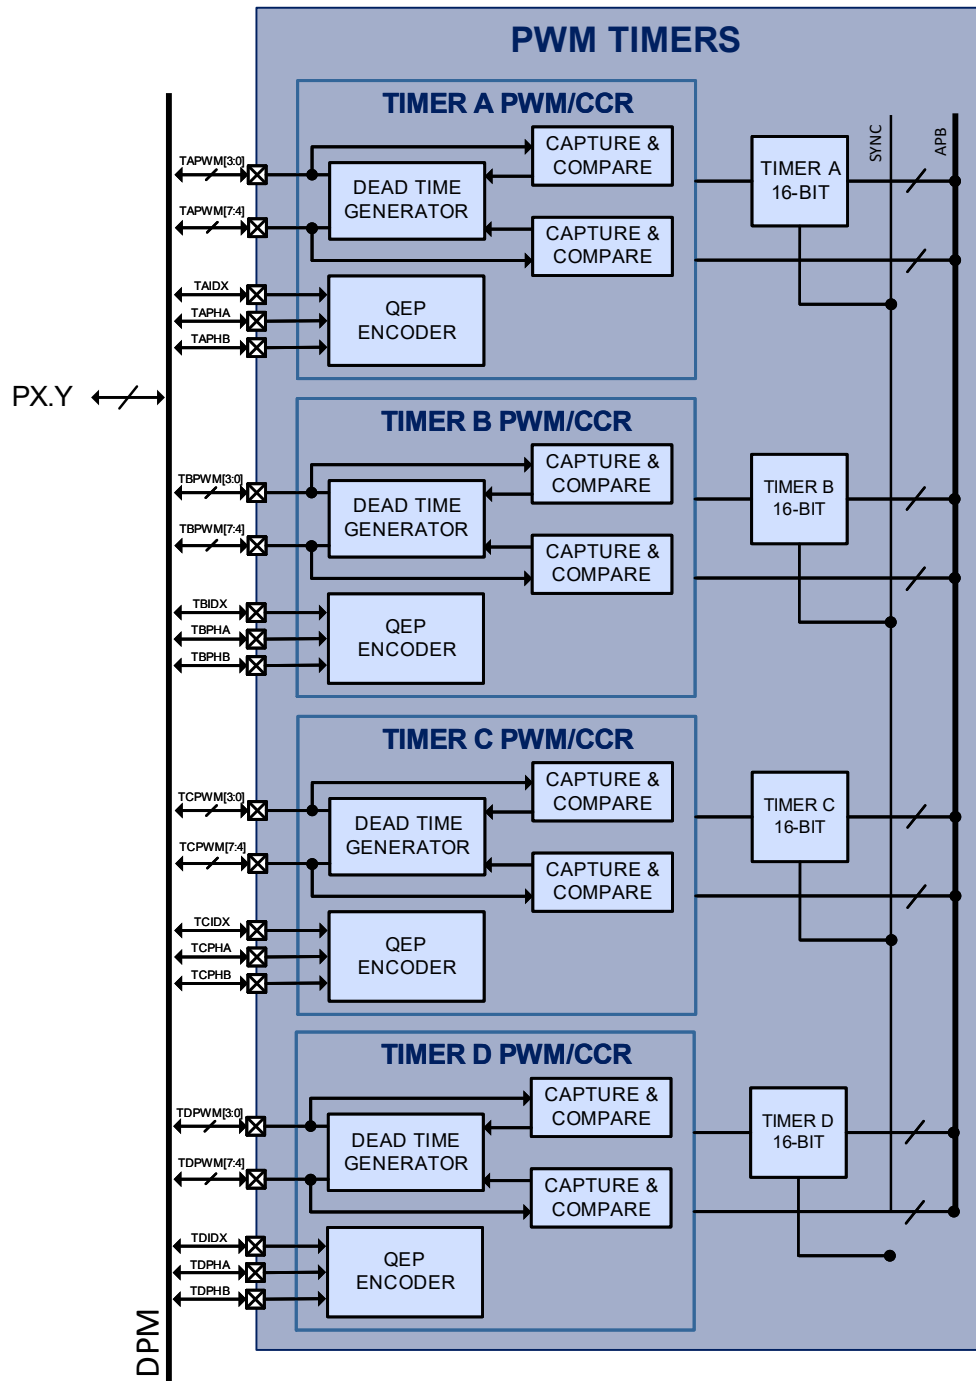 PWM TIMERS
SYNC
APB
TIMER A PWM/CCR
TAPWM[3:0]
TAPWM[7:4]
DEAD TIME
GENERATOR
CAPTURE &
COMPARE
CAPTURE &
COMPARE
TIMER A
16-BIT
TAIDX
TAPHA
TAPHB
QEP
ENCODER
PX.Y
TIMER B PWM/CCR
TBPWM[3:0]
TBPWM[7:4]
DEAD TIME
GENERATOR
CAPTURE &
COMPARE
CAPTURE &
COMPARE
TIMER B
16-BIT
TBIDX
TBPHA
TBPHB
QEP
ENCODER
TIMER C PWM/CCR
TCPWM[3:0]
TCPWM[7:4]
DEAD TIME
GENERATOR
CAPTURE &
COMPARE
CAPTURE &
COMPARE
TIMER C
16-BIT
TCIDX
TCPHA
TCPHB
QEP
ENCODER
TIMER D PWM/CCR
TDPWM[3:0]
TDPWM[7:4]
DEAD TIME
GENERATOR
CAPTURE &
COMPARE
CAPTURE &
COMPARE
TIMER D
16-BIT
TDIDX
TDPHA
TDPHB
QEP
ENCODER
DPM